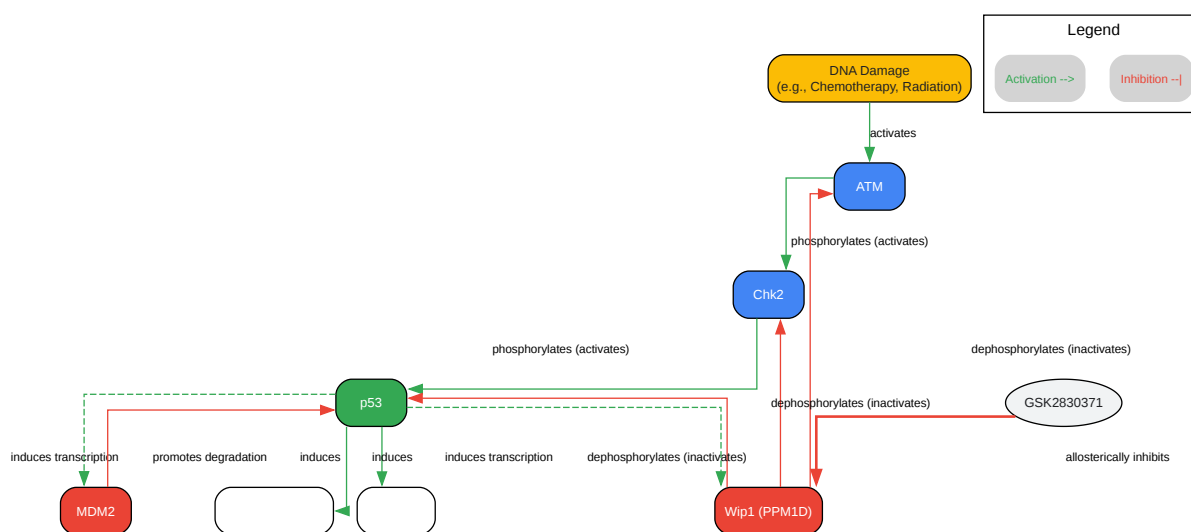 Legend
DNA Damage
(e.g., Chemotherapy, Radiation)
Activation -->
Inhibition --|
activates
ATM
phosphorylates (activates)
Chk2
phosphorylates (activates)
dephosphorylates (inactivates)
p53
dephosphorylates (inactivates)
GSK2830371
induces transcription
promotes degradation
induces
induces
induces transcription
dephosphorylates (inactivates)
allosterically inhibits
MDM2
Wip1 (PPM1D)